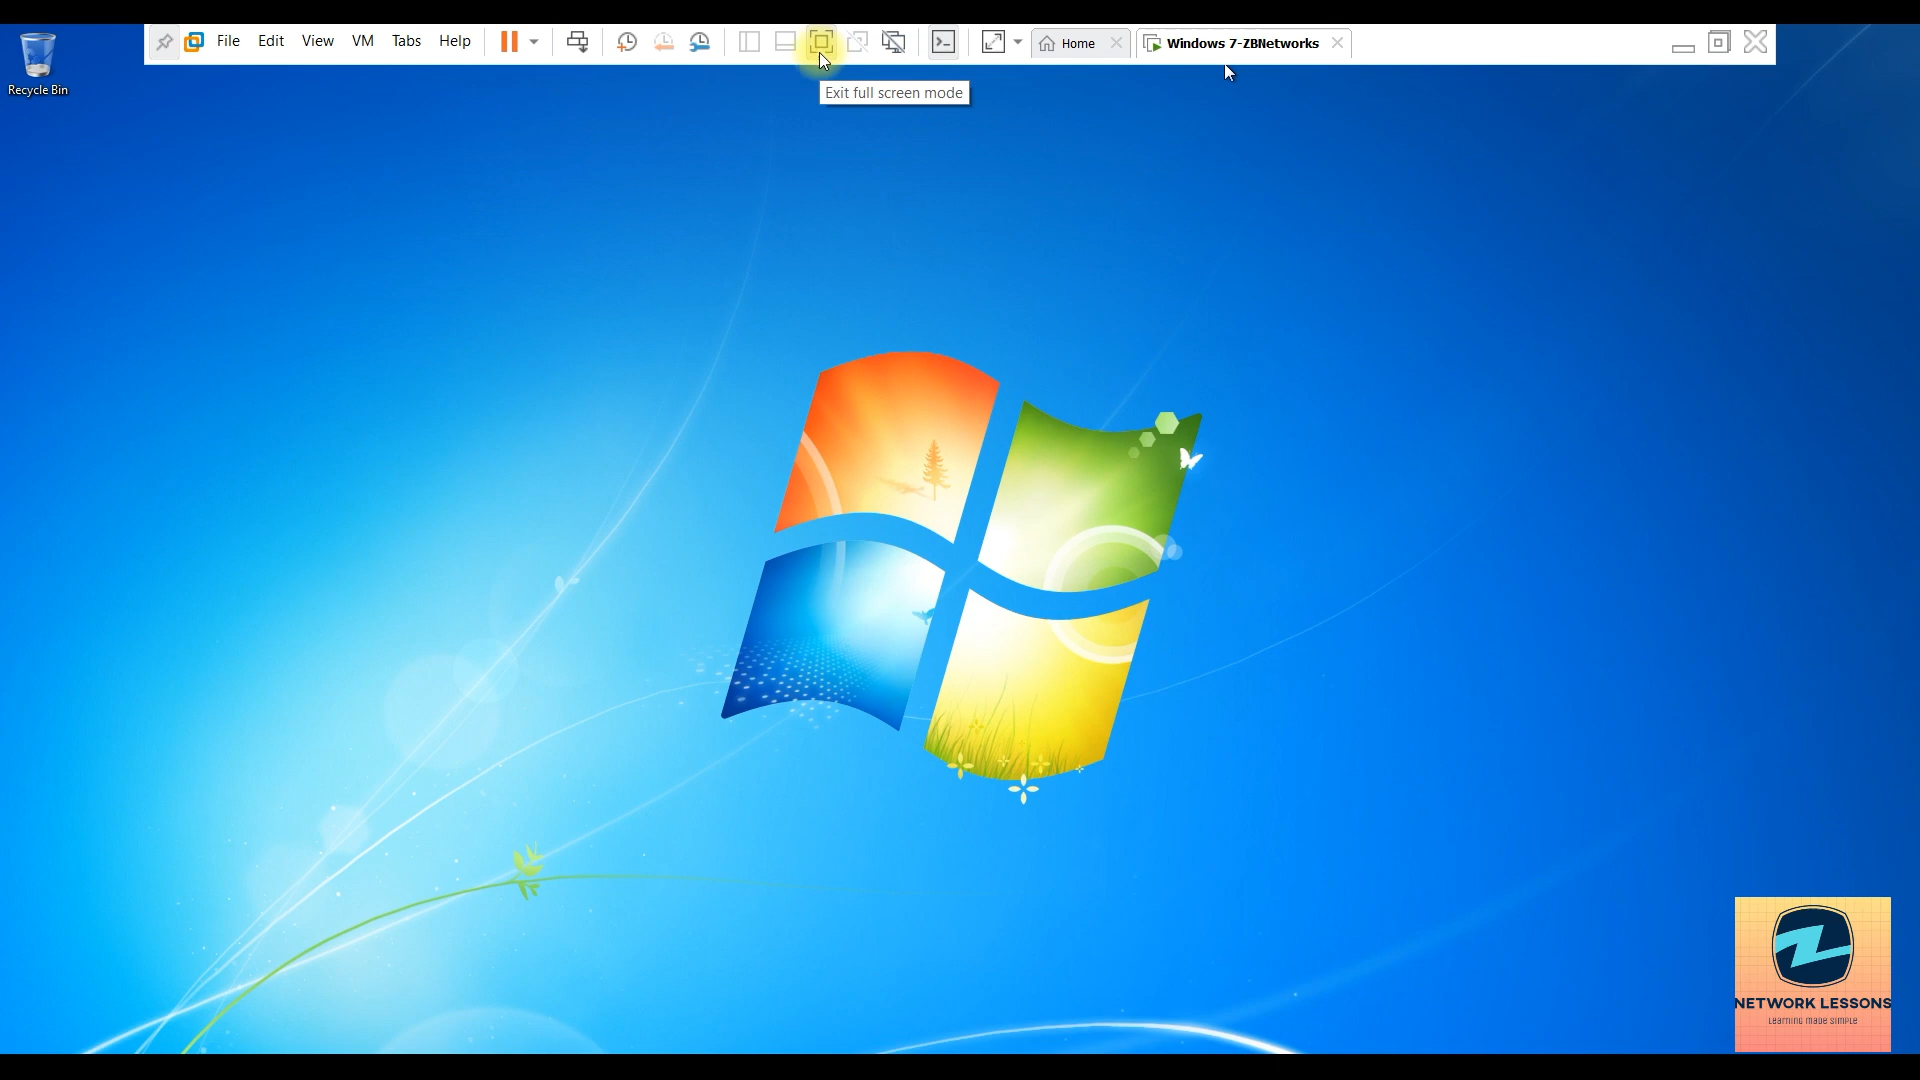 File Edit View VM Tabs Help Home Windows 7-ZBNetworks
Recycle Bin
Exit full screen mode
NETWORK LESSONS
Learning made simple